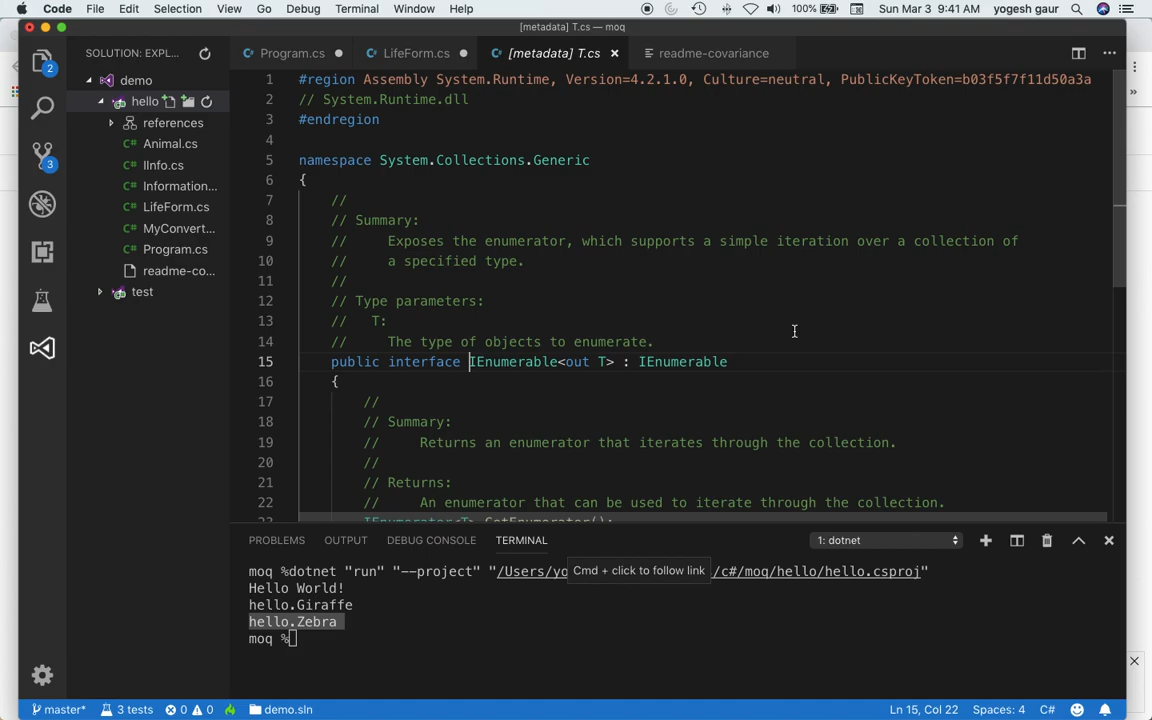 Code File Edit Selection View Go Debug Terminal Window Help 100% Sun Mar 3 9:41 AM yogesh gaur
[metadata] T.cs — moq
2
3
SOLUTION: EXPL...
demo
hello
references
Animal.cs
IInfo.cs
Information...
LifeForm.cs
MyConvert...
Program.cs
readme-co...
test
Program.cs LifeForm.cs [metadata] T.cs readme-covariance
1 #region Assembly System.Runtime, Version=4.2.1.0, Culture=neutral, PublicKeyToken=b03f5f7f11d50a3a
2 // System.Runtime.dll
3 #endregion
4
5 namespace System.Collections.Generic
6 {
7 //
8 // Summary:
9 // Exposes the enumerator, which supports a simple iteration over a collection of
10 // a specified type.
11 //
12 // Type parameters:
13 // T:
14 // The type of objects to enumerate.
15 public interface IEnumerable<out T> : IEnumerable
16 {
17 //
18 // Summary:
19 // Returns an enumerator that iterates through the collection.
20 //
21 // Returns:
22 // An enumerator that can be used to iterate through the collection.
23 IEnumerator<T> GetEnumerator();
PROBLEMS OUTPUT DEBUG CONSOLE TERMINAL 1: dotnet
moq %dotnet "run" "--project" "/Users/yo /c#/moq/hello/hello.csproj"
Cmd + click to follow link
Hello World!
hello.Giraffe
hello.Zebra
moq %
master* 3 tests 0 0 demo.sln Ln 15, Col 22 Spaces: 4 C#